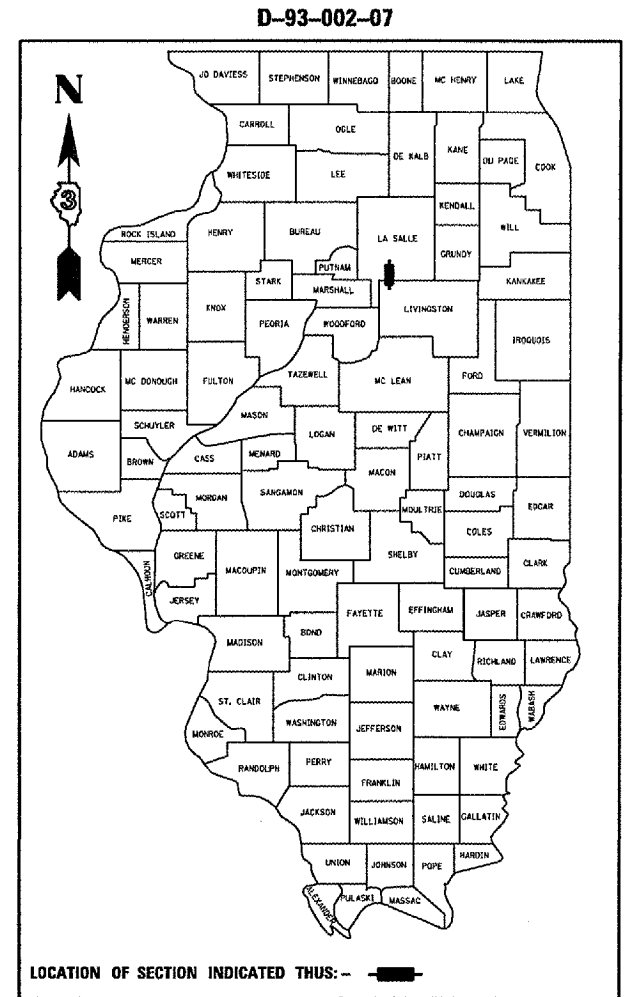 D-93-002-07
JO DAVIESS STEPHENSON WINNEBAGO BOONE MC HENRY LAKE
CARROLL OGLE
DE KALB KANE DU PAGE COOK
WHITESIDE LEE
KENDALL
WILL
ROCK ISLAND HENRY BUREAU LA SALLE
GRUNDY
MERCER PUTNAM
KANKAKEE
STARK MARSHALL
HENDERSON WARREN KNOX PEORIA WOODFORD LIVINGSTON
IROQUOIS
HANCOCK MC DONOUGH FULTON TAZEWELL MC LEAN FORD
MASON
SCHUYLER LOGAN DE WITT CHAMPAIGN VERMILION
ADAMS BROWN CASS MENARD PIATT
MACON
MORGAN SANGAMON DOUGLAS EDGAR
PIKE SCOTT MOULTRIE
CHRISTIAN COLES
GREENE MACOUPIN MONTGOMERY SHELBY CUMBERLAND CLARK
CALHOUN
JERSEY FAYETTE EFFINGHAM JASPER CRAWFORD
MADISON BOND
CLAY RICHLAND LAWRENCE
CLINTON MARION
ST. CLAIR WAYNE EDWARDS WABASH
WASHINGTON JEFFERSON
MONROE
RANDOLPH PERRY HAMILTON WHITE
FRANKLIN
JACKSON WILLIAMSON SALINE GALLATIN
UNION JOHNSON POPE HARDIN
ALEXANDER PULASKI MASSAC
N
3
LOCATION OF SECTION INDICATED THUS:-